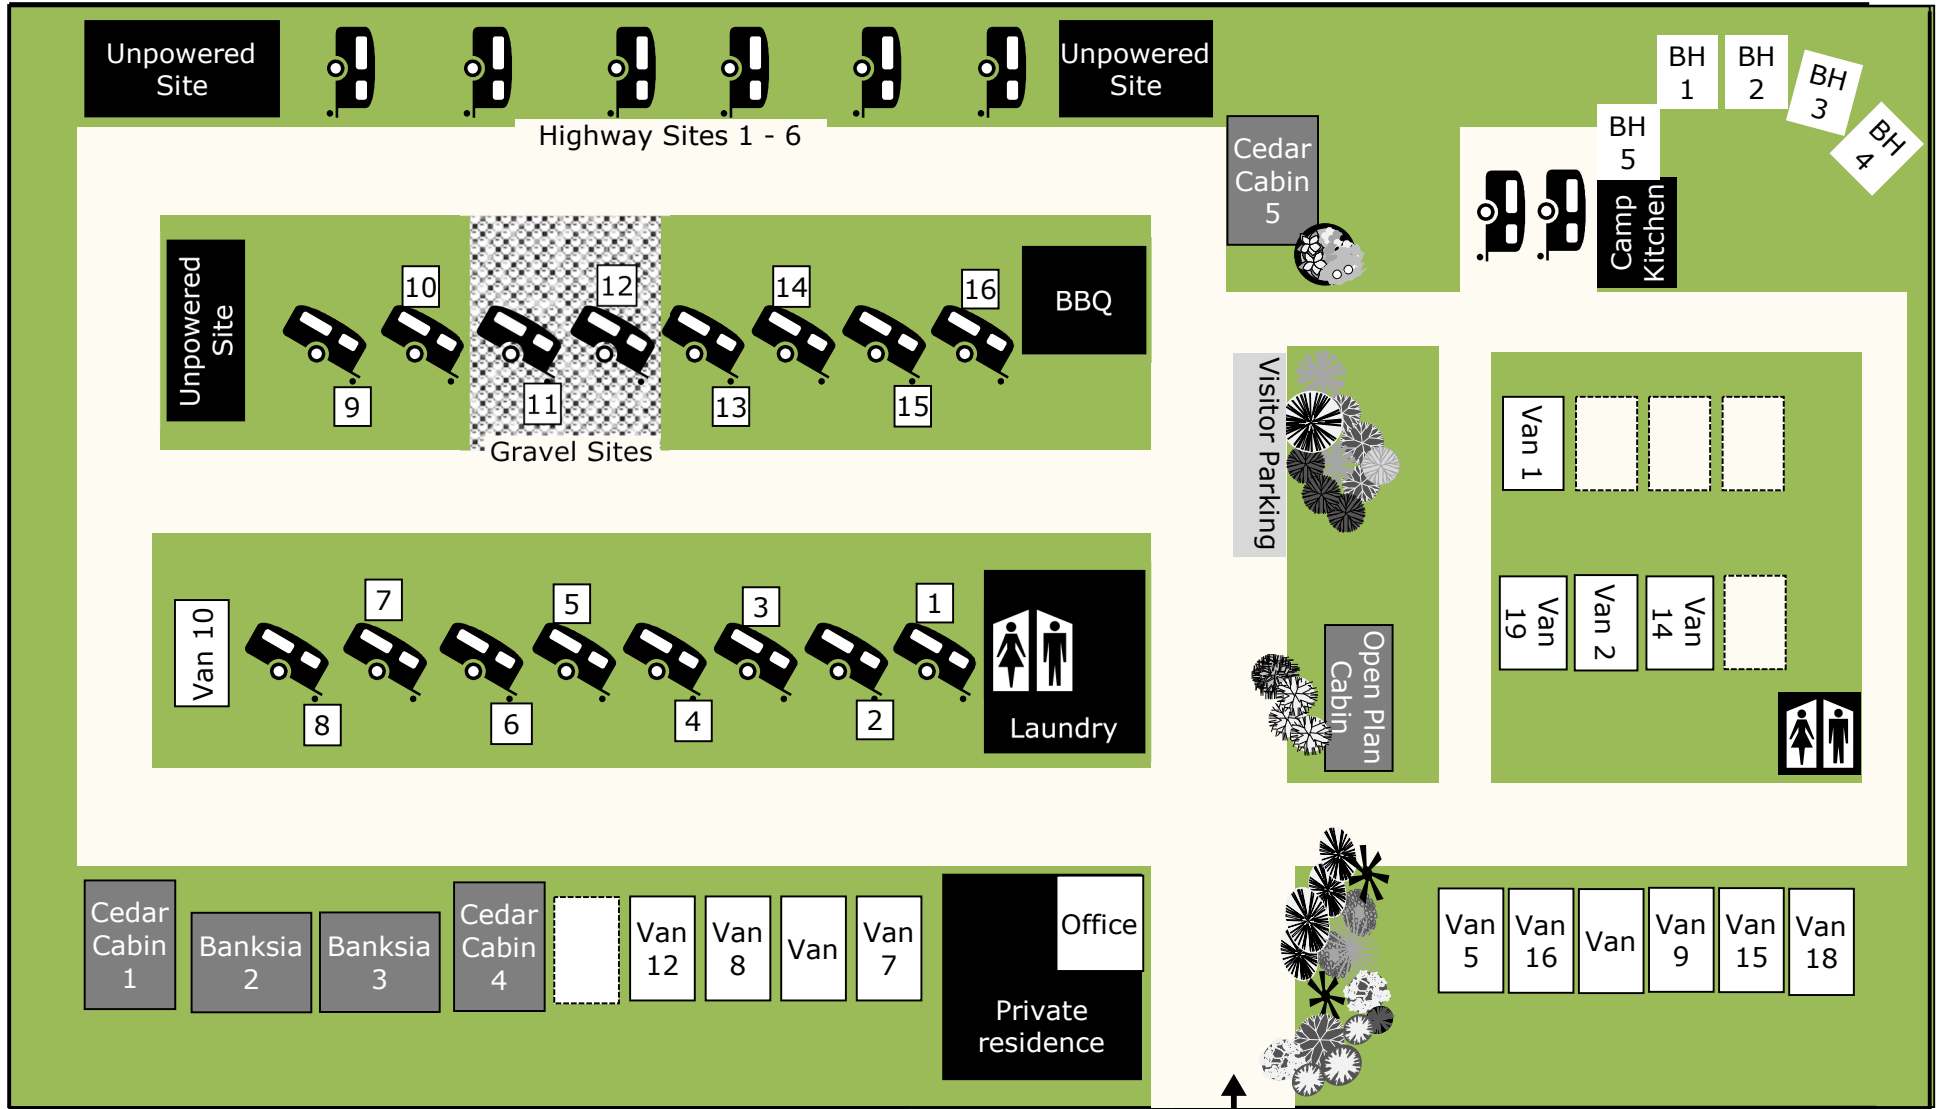 Unpowered
Site
Unpowered
Site
Highway Sites 1 - 6
BH
1
BH
2
BH
3
BH
4
BH
5
Cedar
Cabin
5
Camp
Kitchen
Unpowered
Site
10
12
14
16
BBQ
9
11
13
15
Gravel Sites
Visitor Parking
Van 1
Van 10
7
5
3
1
8
6
4
2
Laundry
Open Plan
Cabin
Van
19
Van 2
Van
14
Cedar
Cabin
1
Banksia
2
Banksia
3
Cedar
Cabin
4
Van
12
Van
8
Van
Van
7
Office
Private
residence
Van
5
Van
16
Van
Van
9
Van
15
Van
18